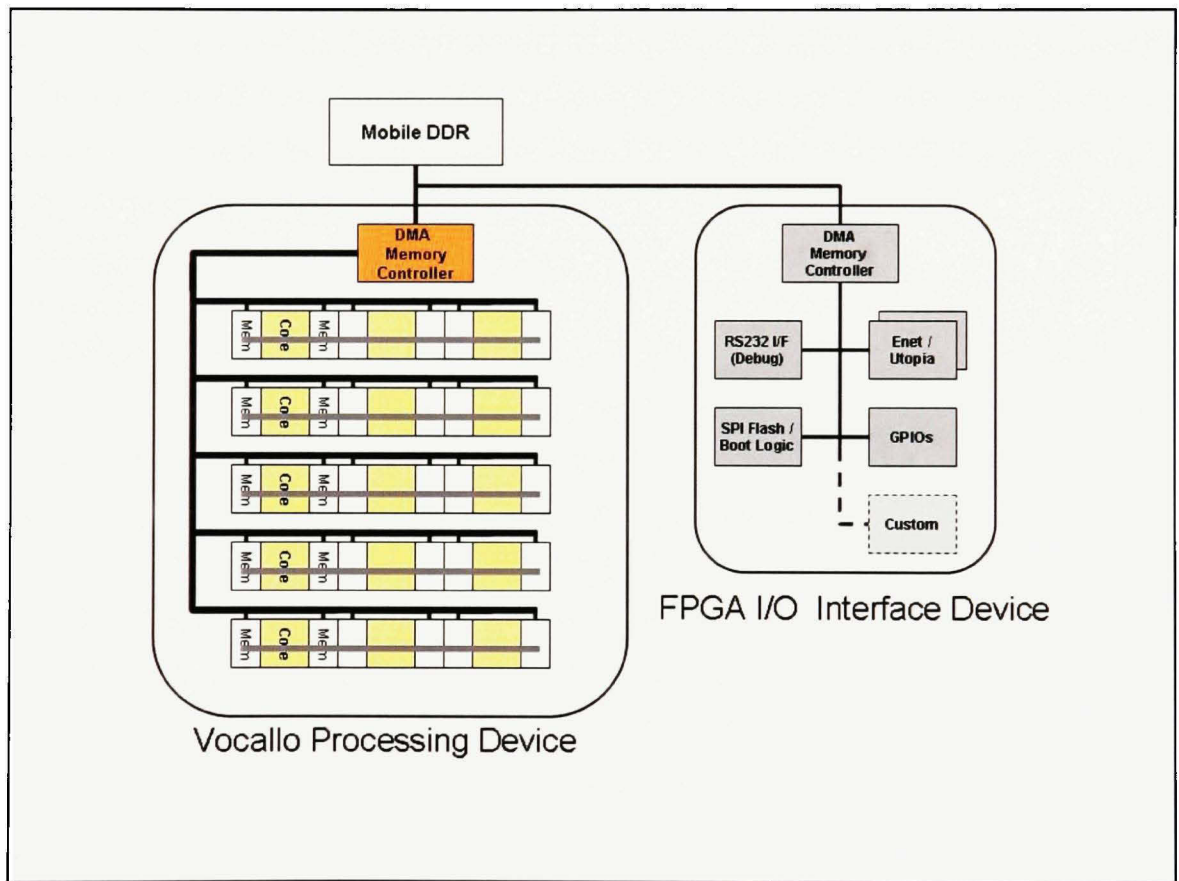 Mobile DDR
DMA
Memory
Controller
Mem Core Mem
Mem Core Mem
Mem Core Mem
Mem Core Mem
Mem Core Mem
Vocallo Processing Device
DMA
Memory
Controller
RS232 I/F
(Debug)
Enet /
Utopia
SPI Flash /
Boot Logic
GPIOs
Custom
FPGA I/O Interface Device